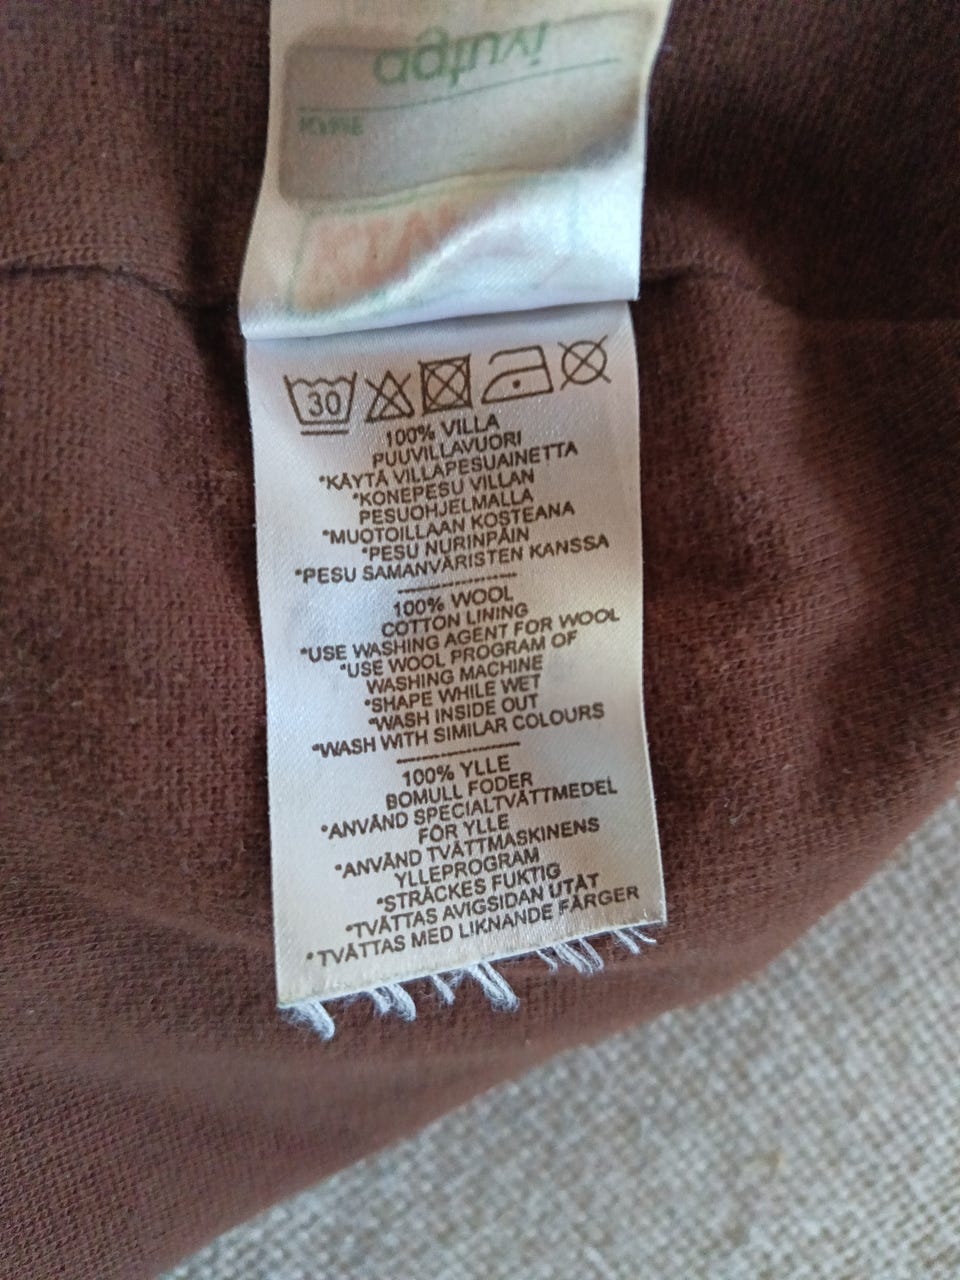 30
100% VILLA
PUUVILLAVUORI
*KÄYTÄ VILLAPESUAINETTA
*KONEPESU VILLAN
PESUOHJELMALLA
*MUOTOILLAAN KOSTEANA
*PESU NURINPÄIN
*PESU SAMANVÄRISTEN KANSSA
100% WOOL
COTTON LINING
*USE WASHING AGENT FOR WOOL
*USE WOOL PROGRAM OF
WASHING MACHINE
*SHAPE WHILE WET
*WASH INSIDE OUT
*WASH WITH SIMILAR COLOURS
100% YLLE
BOMULL FODER
*ANVÄND SPECIALTVÄTTMEDEL
FÖR YLLE
*ANVÄND TVÄTTMASKINENS
YLLEPROGRAM
*STRÄCKES FUKTIG
*TVÄTTAS AVIGSIDAN UTÅT
*TVÄTTAS MED LIKNANDE FÄRGER